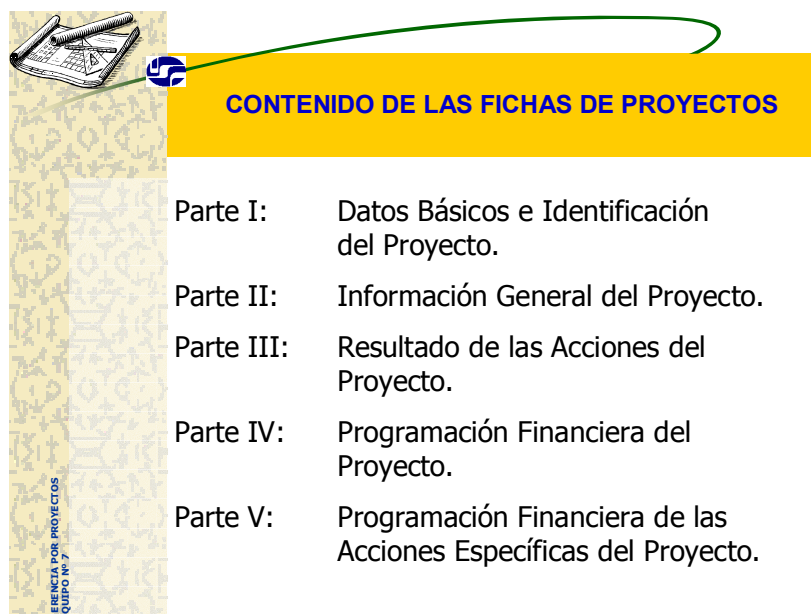 CONTENIDO DE LAS FICHAS DE PROYECTOS
Parte I: Datos Básicos e Identificación
del Proyecto.
Parte II: Información General del Proyecto.
Parte III: Resultado de las Acciones del
Proyecto.
Parte IV: Programación Financiera del
Proyecto.
Parte V: Programación Financiera de las
Acciones Específicas del Proyecto.
ERENCIA POR PROYECTOS
QUIPO Nº 7